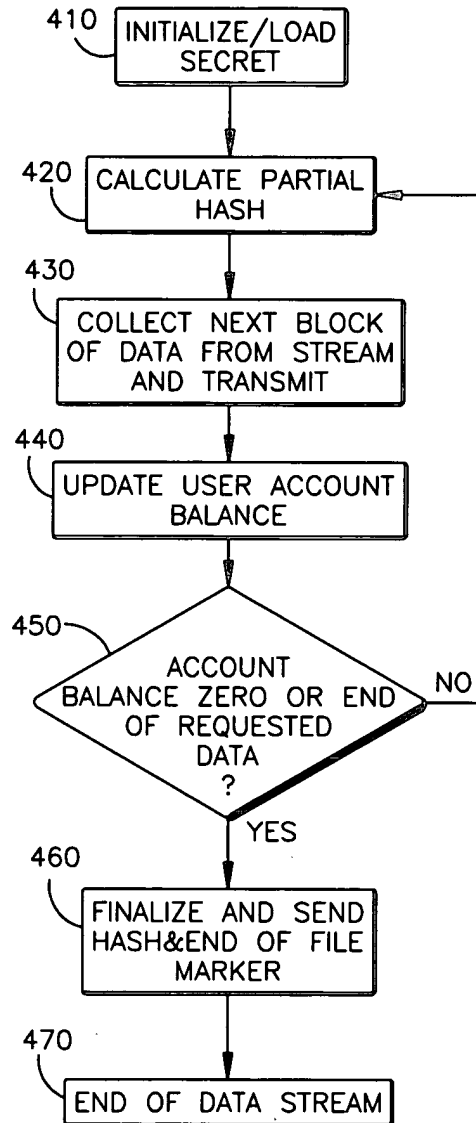 410
INITIALIZE/LOAD
SECRET
420
CALCULATE PARTIAL
HASH
430
COLLECT NEXT BLOCK
OF DATA FROM STREAM
AND TRANSMIT
440
UPDATE USER ACCOUNT
BALANCE
450
ACCOUNT
BALANCE ZERO OR END
OF REQUESTED
DATA
?
NO
YES
460
FINALIZE AND SEND
HASH&END OF FILE
MARKER
470
END OF DATA STREAM